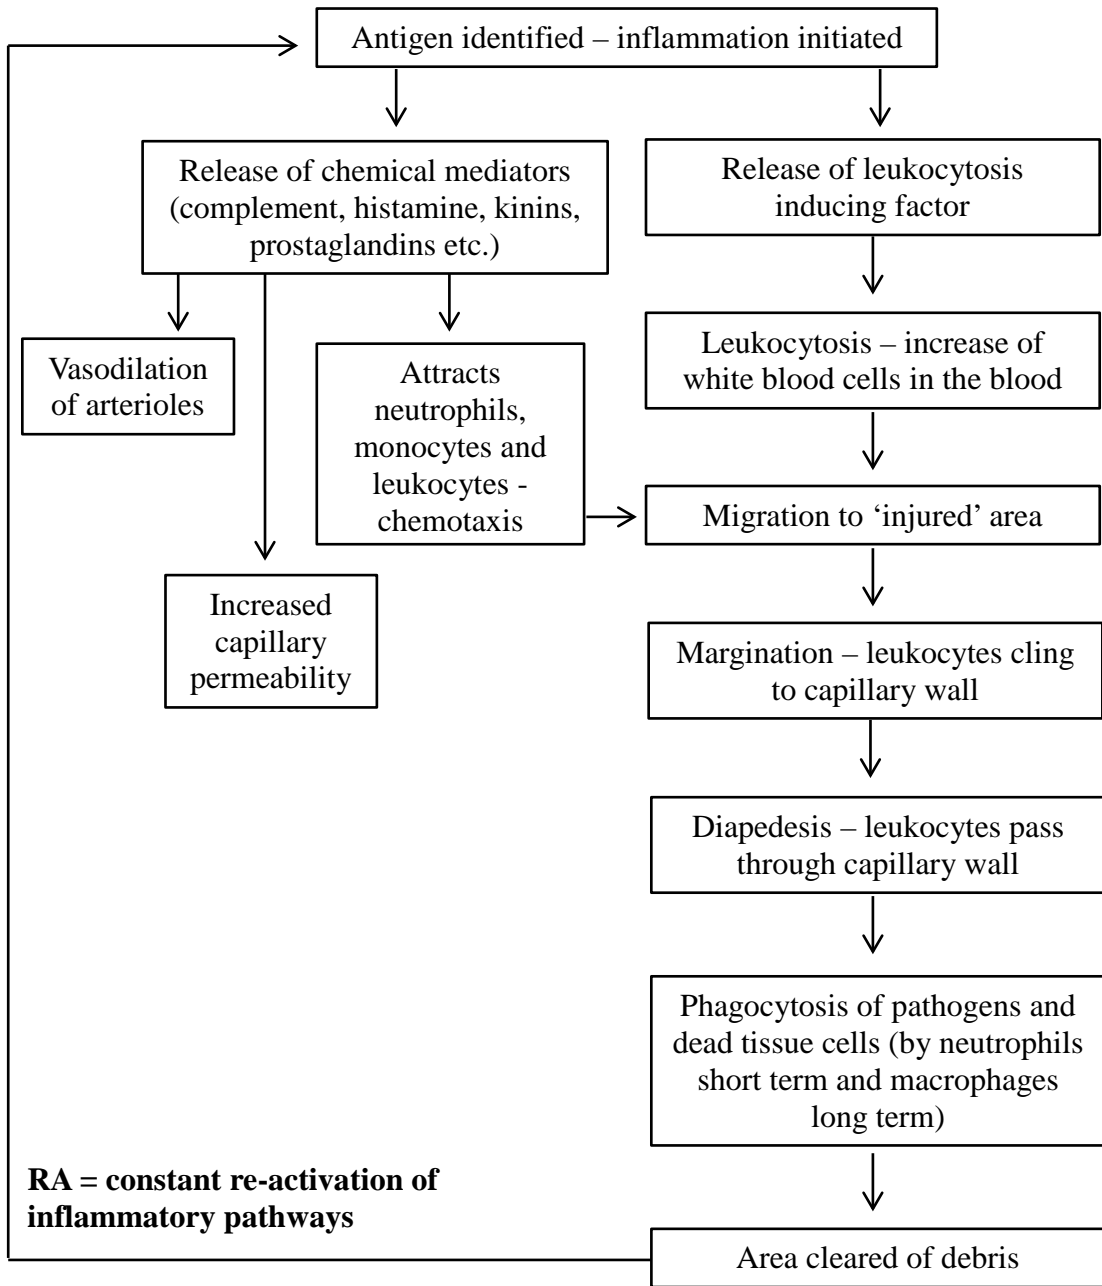 Antigen identified – inflammation initiated
Release of chemical mediators
(complement, histamine, kinins,
prostaglandins etc.)
Release of leukocytosis
inducing factor
Vasodilation
of arterioles
Attracts
neutrophils,
monocytes and
leukocytes -
chemotaxis
Leukocytosis – increase of
white blood cells in the blood
Migration to ‘injured’ area
Increased
capillary
permeability
Margination – leukocytes cling
to capillary wall
Diapedesis – leukocytes pass
through capillary wall
Phagocytosis of pathogens and
dead tissue cells (by neutrophils
short term and macrophages
long term)
RA = constant re-activation of
inflammatory pathways
Area cleared of debris